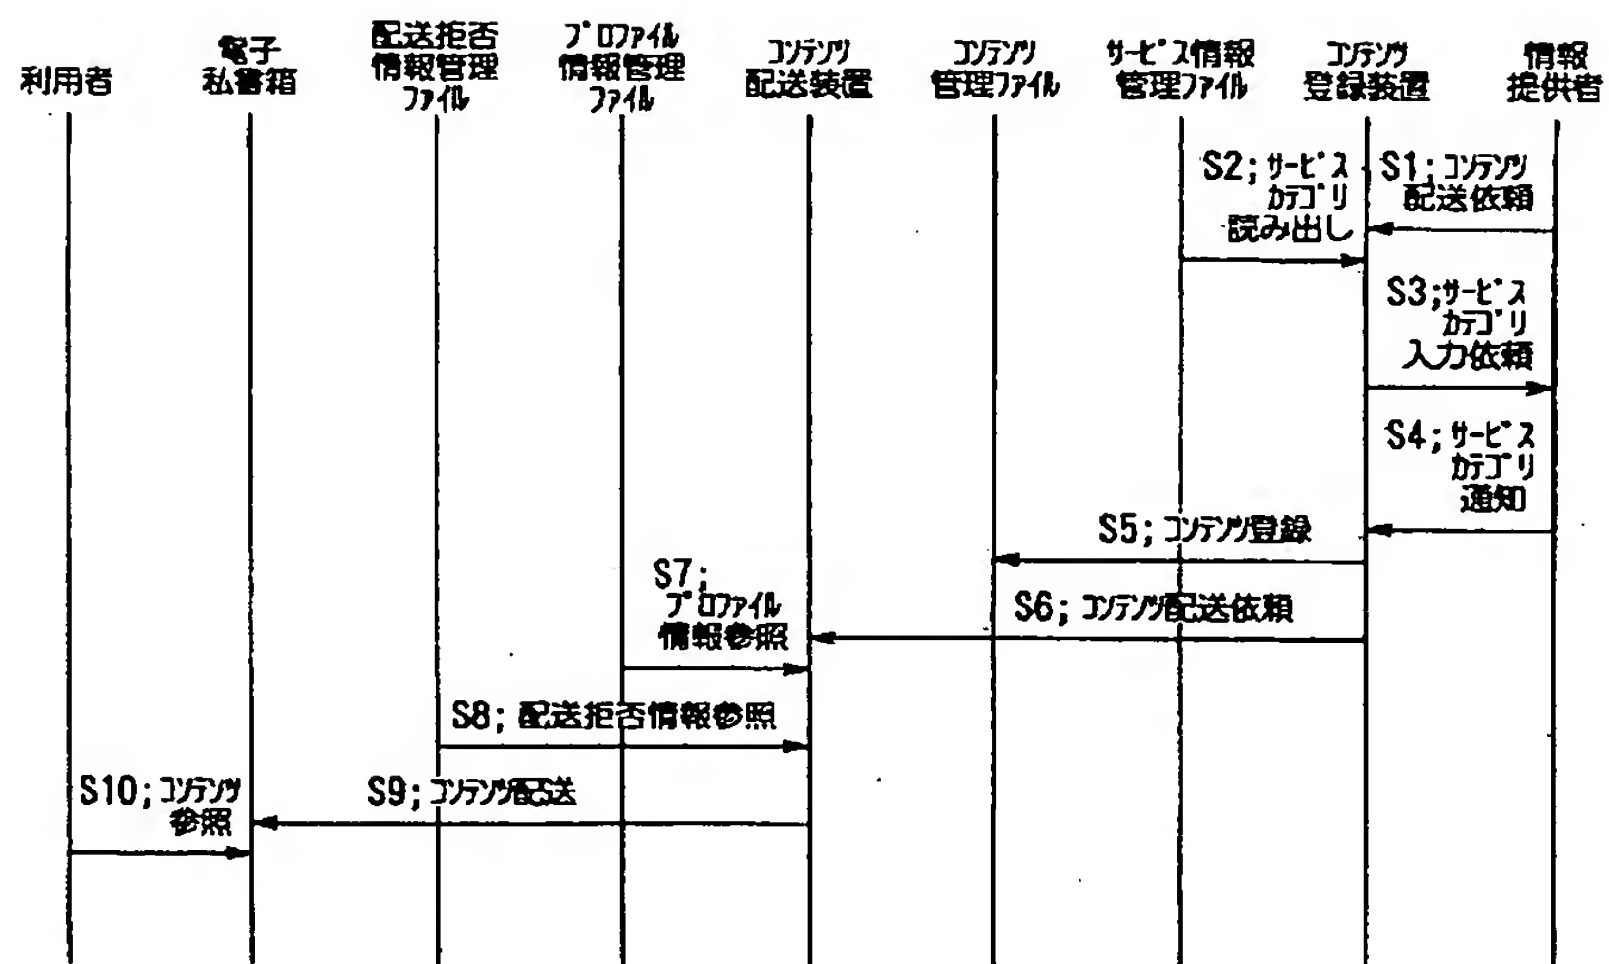 利用者
電子
私書箱
配送拒否
情報管理
ファイル
プロファイル
情報管理
ファイル
コンテンツ
配送装置
コンテンツ
管理ファイル
サービス情報
管理ファイル
コンテンツ
登録装置
情報
提供者
S1;コンテンツ
配送依頼
S2;サービス
カテゴリ
読み出し
S3;サービス
カテゴリ
入力依頼
S4;サービス
カテゴリ
通知
S5;コンテンツ登録
S6;コンテンツ配送依頼
S7;
プロファイル
情報参照
S8;配送拒否情報参照
S9;コンテンツ配送
S10;コンテンツ
参照